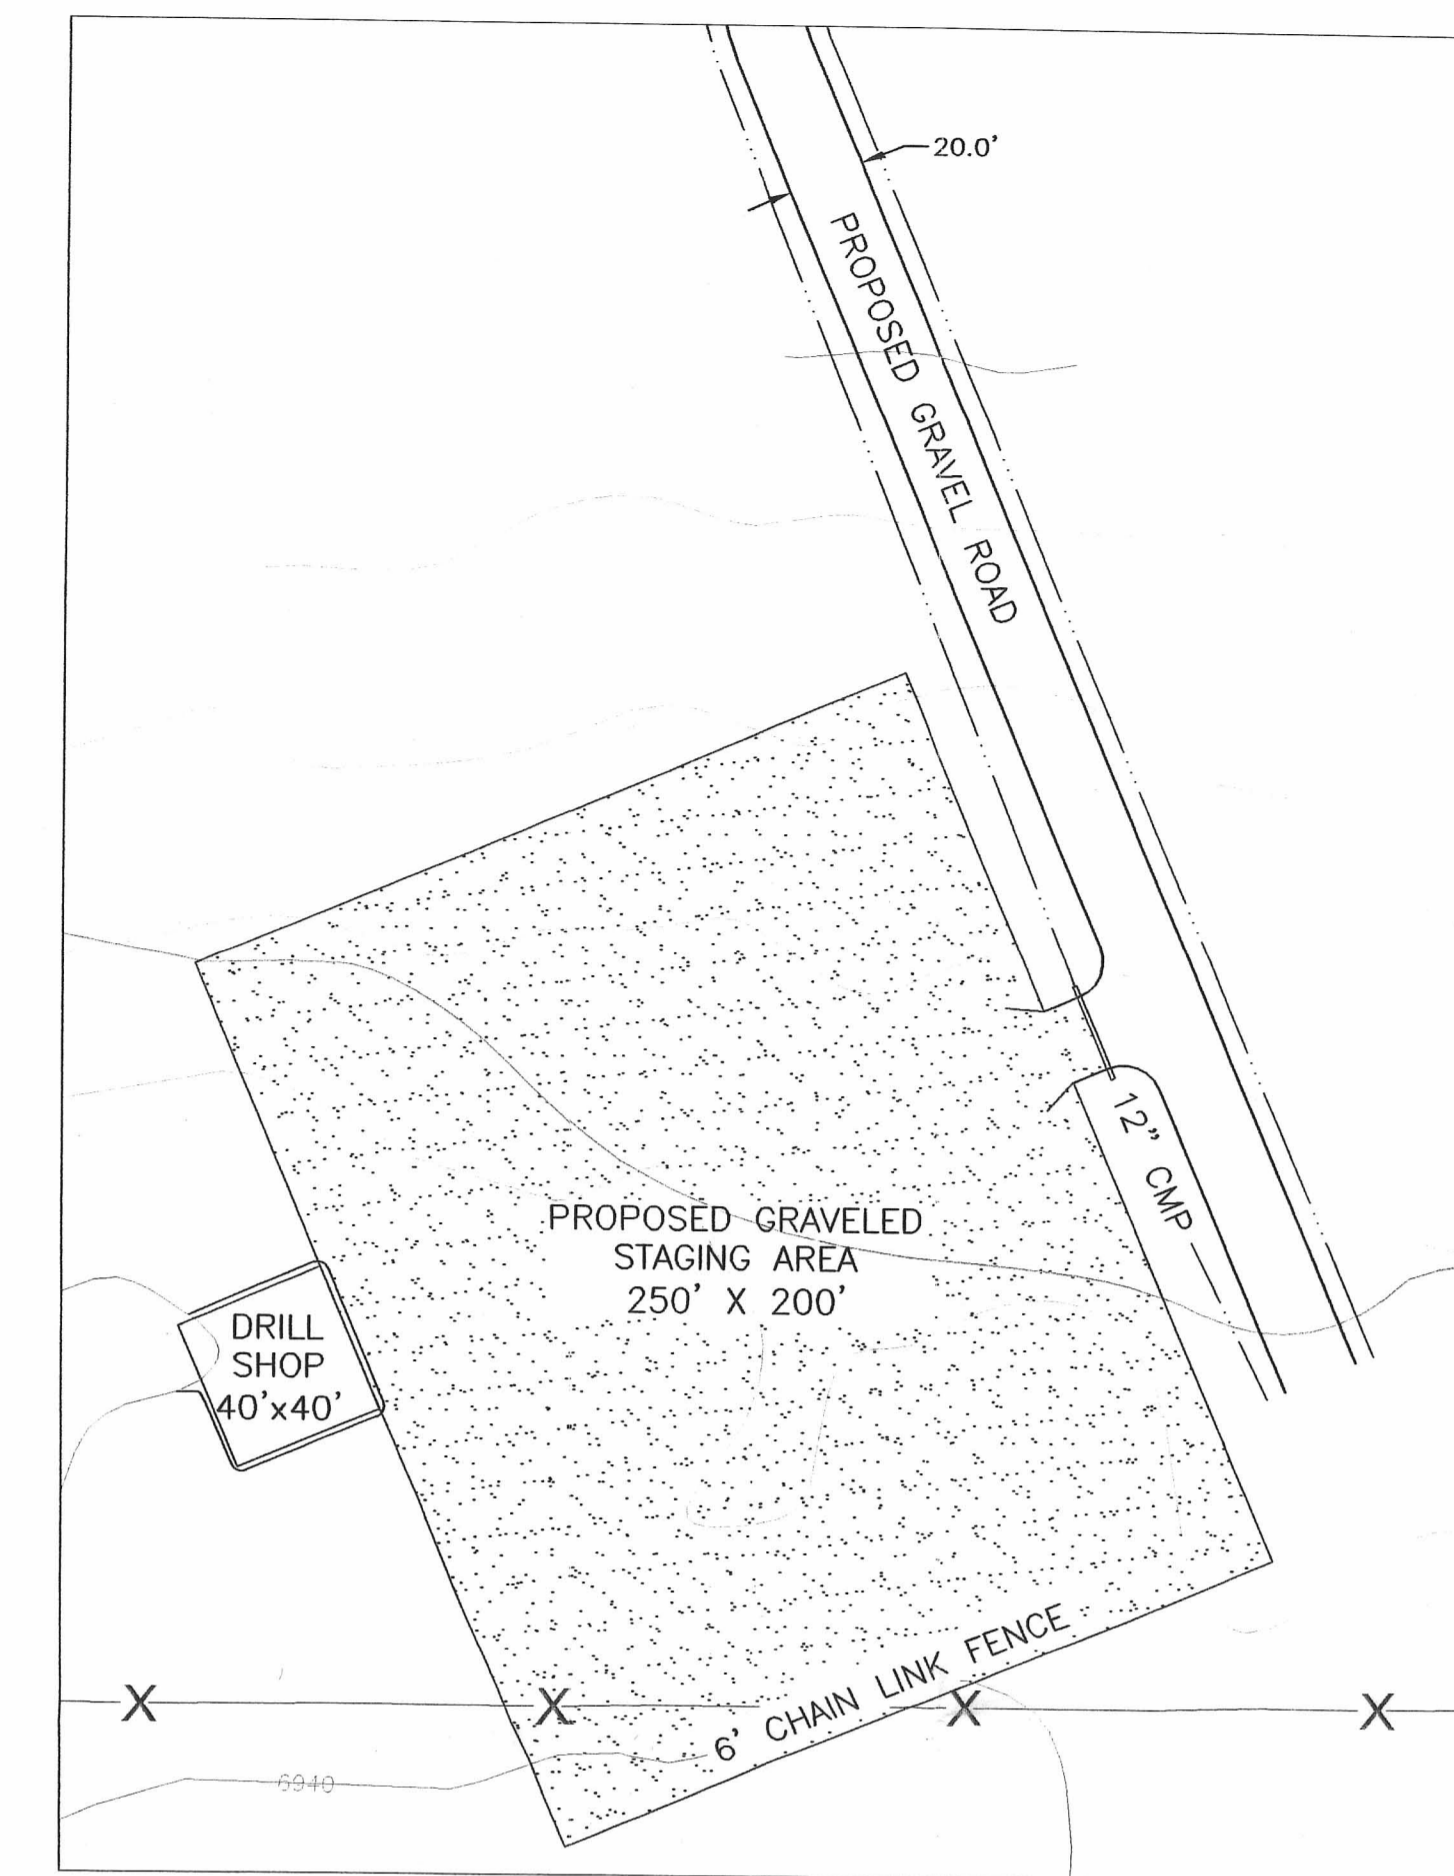 20.0'
PROPOSED GRAVEL ROAD
12" CMP
PROPOSED GRAVELED
STAGING AREA
250' X 200'
DRILL
SHOP
40'x40'
6' CHAIN LINK FENCE
X X X X
6940